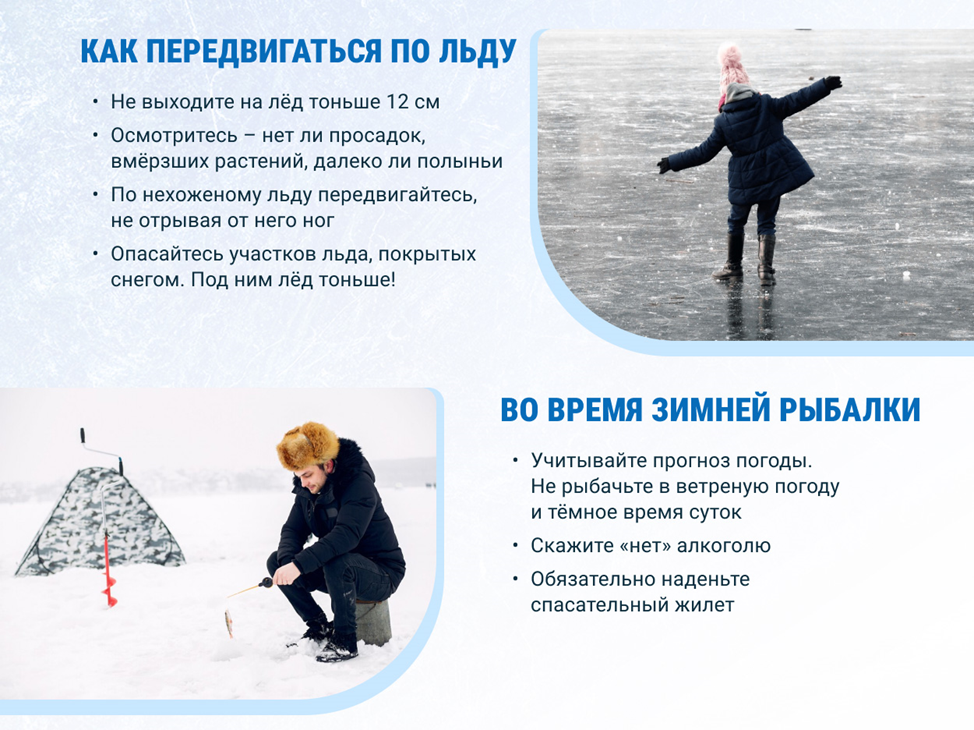 КАК ПЕРЕДВИГАТЬСЯ ПО ЛЬДУ
• Не выходите на лёд тоньше 12 см
• Осмотритесь – нет ли просадок,
вмёрзших растений, далеко ли полыньи
• По нехоженому льду передвигайтесь,
не отрывая от него ног
• Опасайтесь участков льда, покрытых
снегом. Под ним лёд тоньше!
ВО ВРЕМЯ ЗИМНЕЙ РЫБАЛКИ
• Учитывайте прогноз погоды.
Не рыбачьте в ветреную погоду
и тёмное время суток
• Скажите «нет» алкоголю
• Обязательно наденьте
спасательный жилет